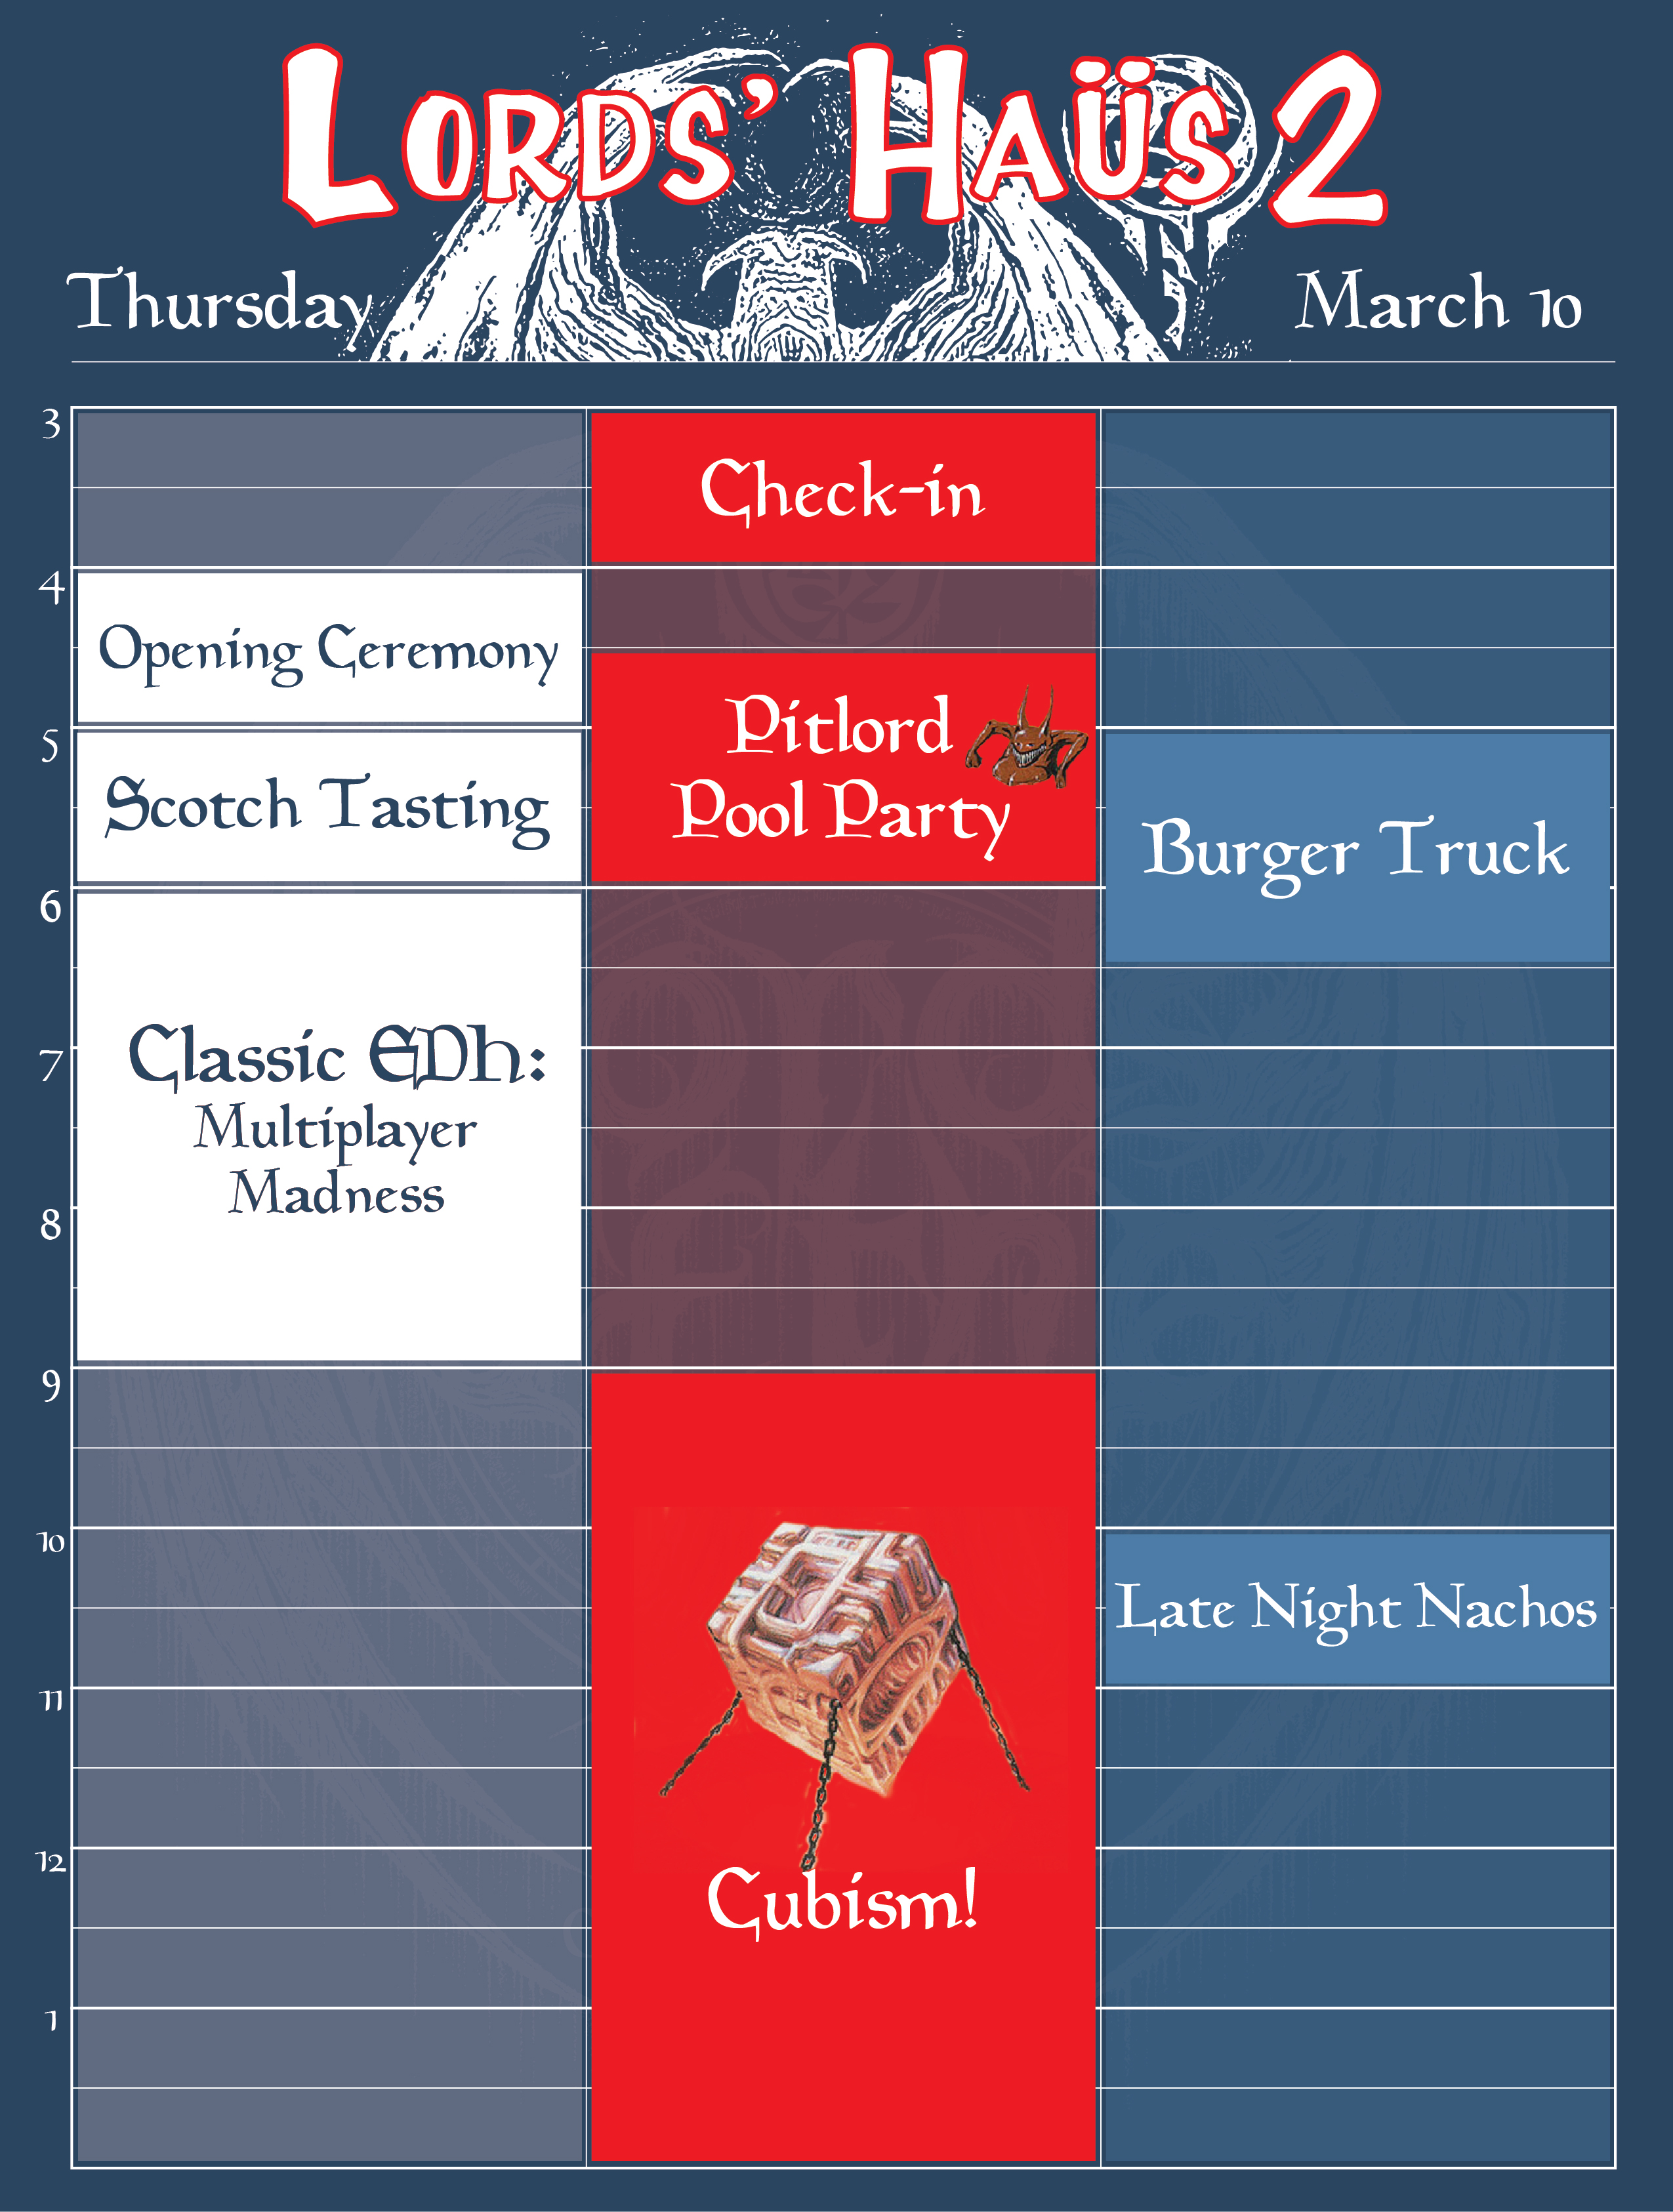 Lords’ Haüs 2
Thursday
March 10
3
Check-in
4
Opening Ceremony
Pitlord
Pool Party
5
Scotch Tasting
Burger Truck
6
Classic EDH:
Multiplayer
Madness
7
8
9
Cubism!
10
Late Night Nachos
11
12
1